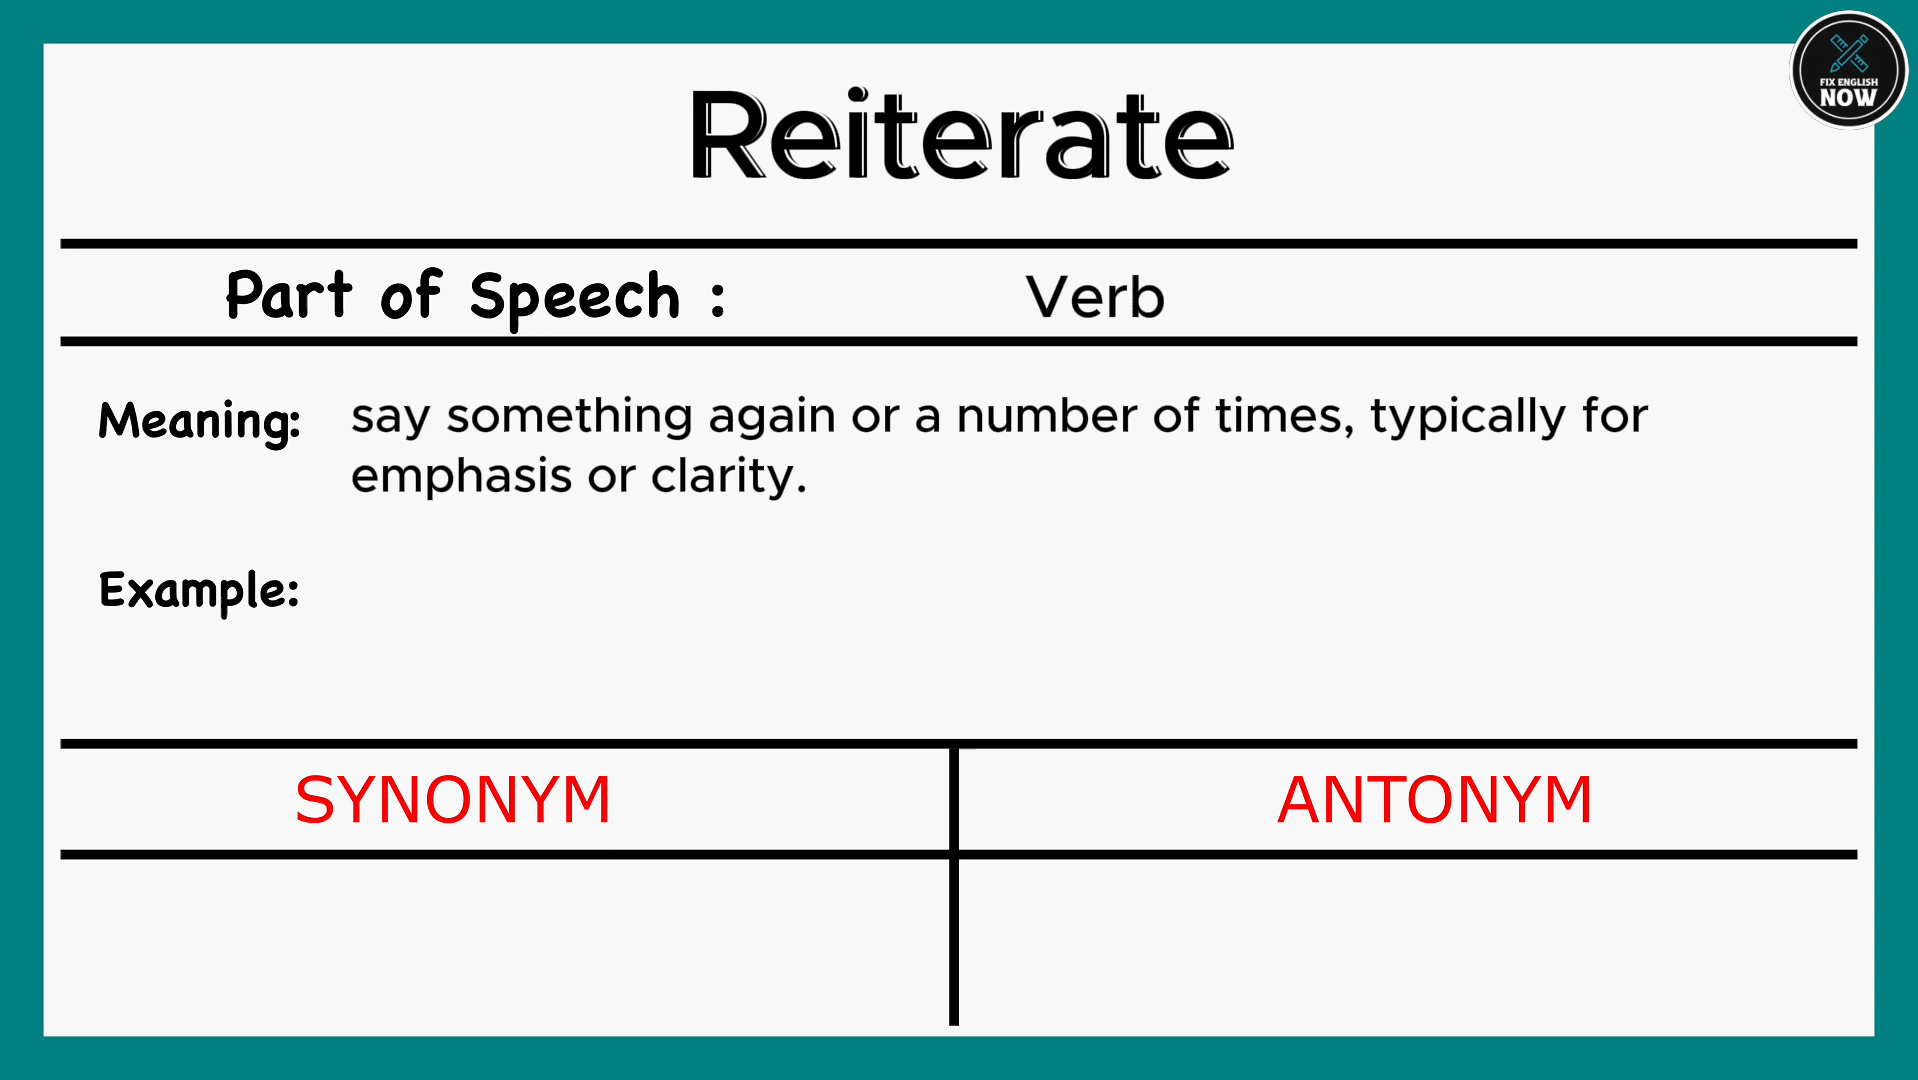 FIX ENGLISH
NOW
Reiterate
Part of Speech : Verb
Meaning: say something again or a number of times, typically for
emphasis or clarity.
Example:
SYNONYM ANTONYM